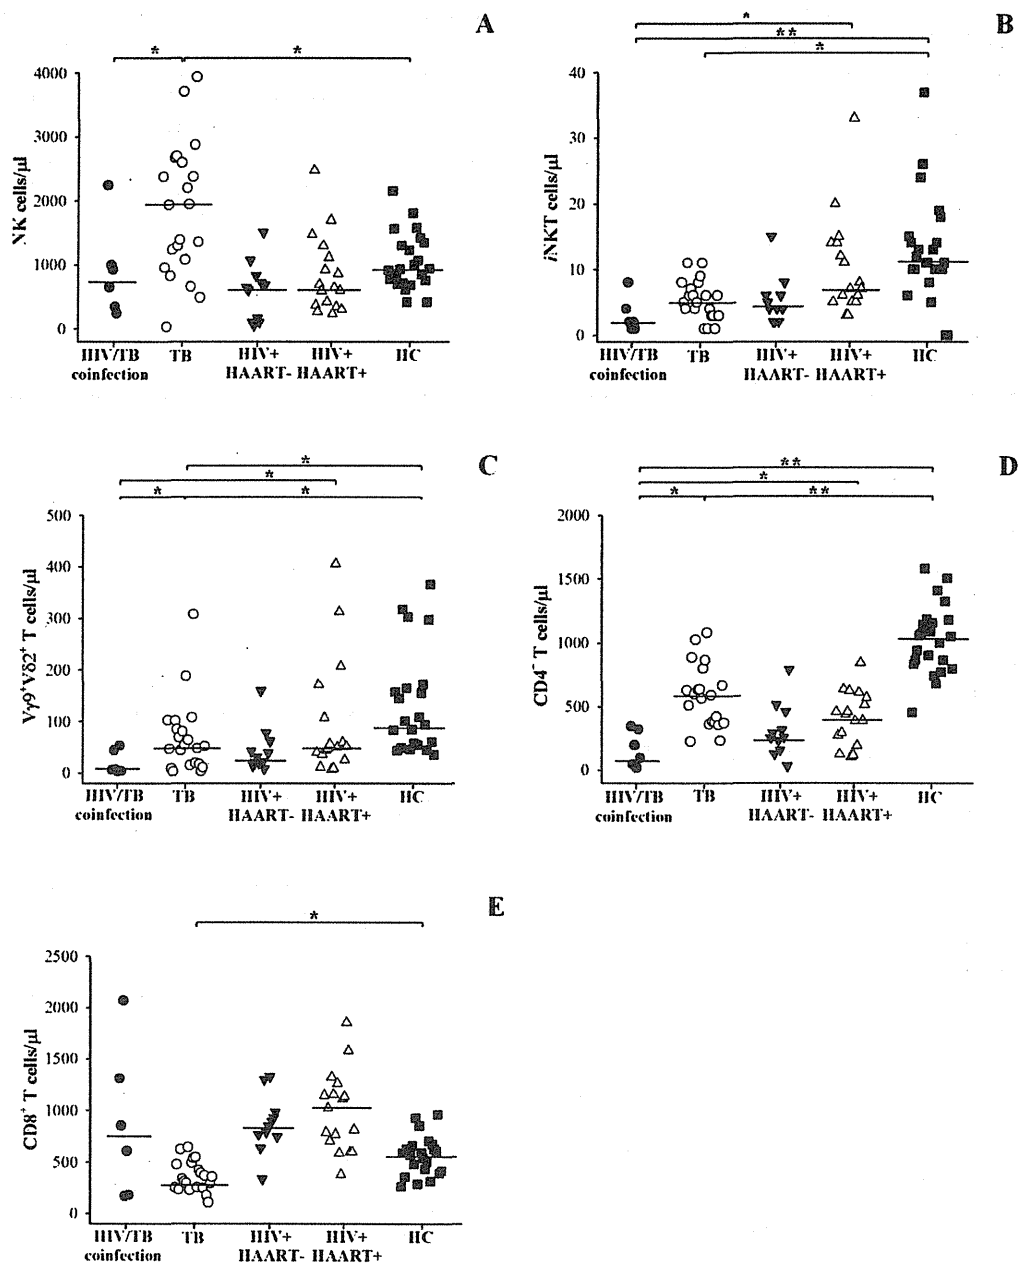 A
* *
NK cells/µl
4000
3000
2000
1000
0
HIV/TB coinfection
TB
HIV+ HAART-
HIV+ HAART+
HC
B
*
**
*
iNKT cells/µl
40
30
20
10
0
HIV/TB coinfection
TB
HIV+ HAART-
HIV+ HAART+
HC
C
*
*
* *
Vγ9+Vδ2+ T cells/µl
500
400
300
200
100
0
HIV/TB coinfection
TB
HIV+ HAART-
HIV+ HAART+
HC
D
**
*
* **
T cells/µl
2000
1500
1000
500
0
HIV/TB coinfection
TB
HIV+ HAART-
HIV+ HAART+
HC
E
*
CD8+ T cells/µl
2500
2000
1500
1000
500
0
HIV/TB coinfection
TB
HIV+ HAART-
HIV+ HAART+
HC